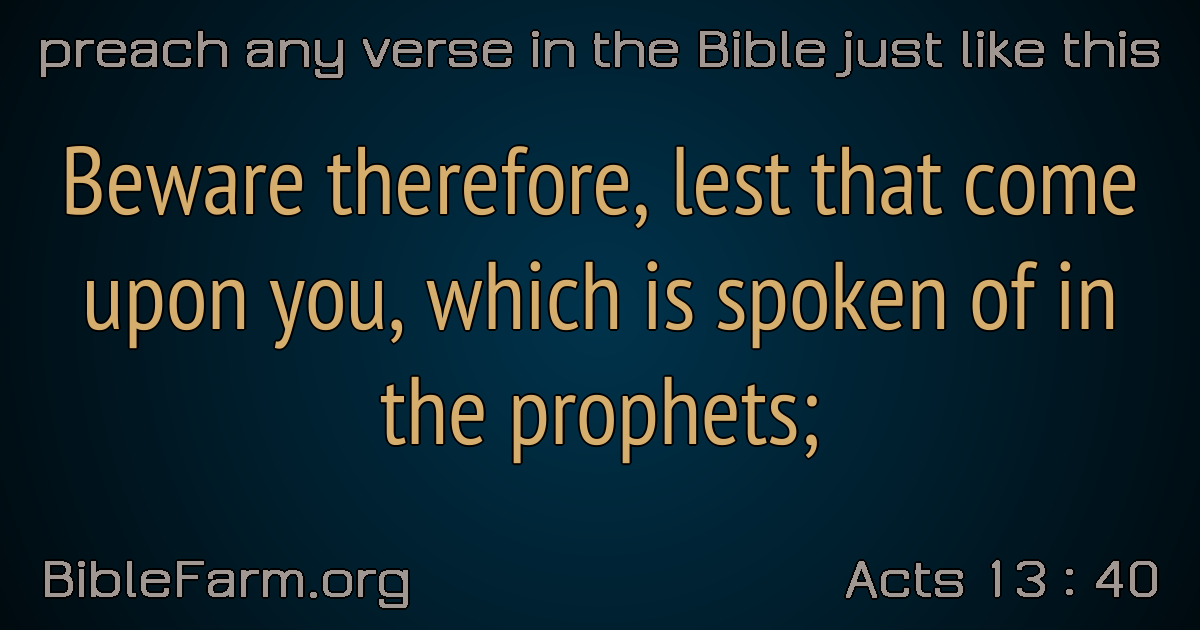 preach any verse in the Bible just like this
Beware therefore, lest that come
upon you, which is spoken of in
the prophets;
BibleFarm.org
Acts 13 : 40